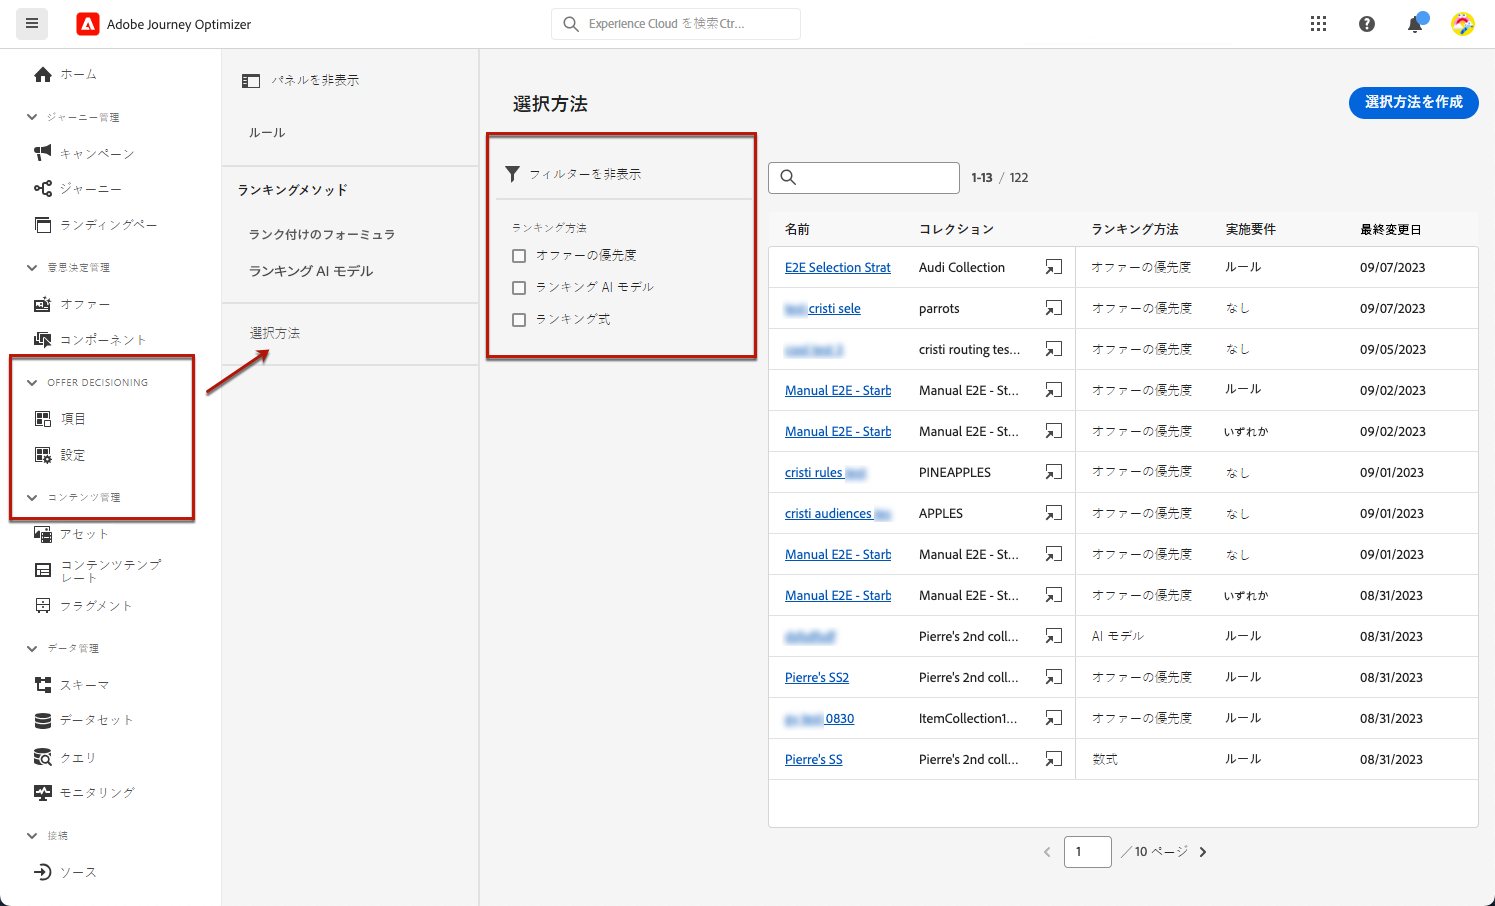 Adobe Journey Optimizer
Experience Cloud を検索Ctr...
ホーム
ジャーニー管理
キャンペーン
ジャーニー
ランディングペー
意思決定管理
オファー
コンポーネント
OFFER DECISIONING
項目
設定
コンテンツ管理
アセット
コンテンツテンプ
レート
フラグメント
データ管理
スキーマ
データセット
クエリ
モニタリング
接続
ソース
パネルを非表示
ルール
ランキングメソッド
ランク付けのフォーミュラ
ランキング AI モデル
選択方法
選択方法
選択方法を作成
フィルターを非表示
ランキング方法
オファーの優先度
ランキング AI モデル
ランキング式
1-13 / 122
名前 コレクション ランキング方法 実施要件 最終変更日
E2E Selection Strat Audi Collection オファーの優先度 ルール 09/07/2023
cristi sele parrots オファーの優先度 なし 09/07/2023
cristi routing tes... オファーの優先度 なし 09/05/2023
Manual E2E - Starb Manual E2E - St... オファーの優先度 ルール 09/02/2023
Manual E2E - Starb Manual E2E - St... オファーの優先度 いずれか 09/02/2023
cristi rules PINEAPPLES オファーの優先度 なし 09/01/2023
cristi audiences APPLES オファーの優先度 なし 09/01/2023
Manual E2E - Starb Manual E2E - St... オファーの優先度 なし 09/01/2023
Manual E2E - Starb Manual E2E - St... オファーの優先度 いずれか 08/31/2023
Pierre's 2nd coll... AI モデル ルール 08/31/2023
Pierre's SS2 Pierre's 2nd coll... オファーの優先度 ルール 08/31/2023
0830 ItemCollection1... オファーの優先度 ルール 08/31/2023
Pierre's SS Pierre's 2nd coll... 数式 ルール 08/31/2023
1 ／10 ページ